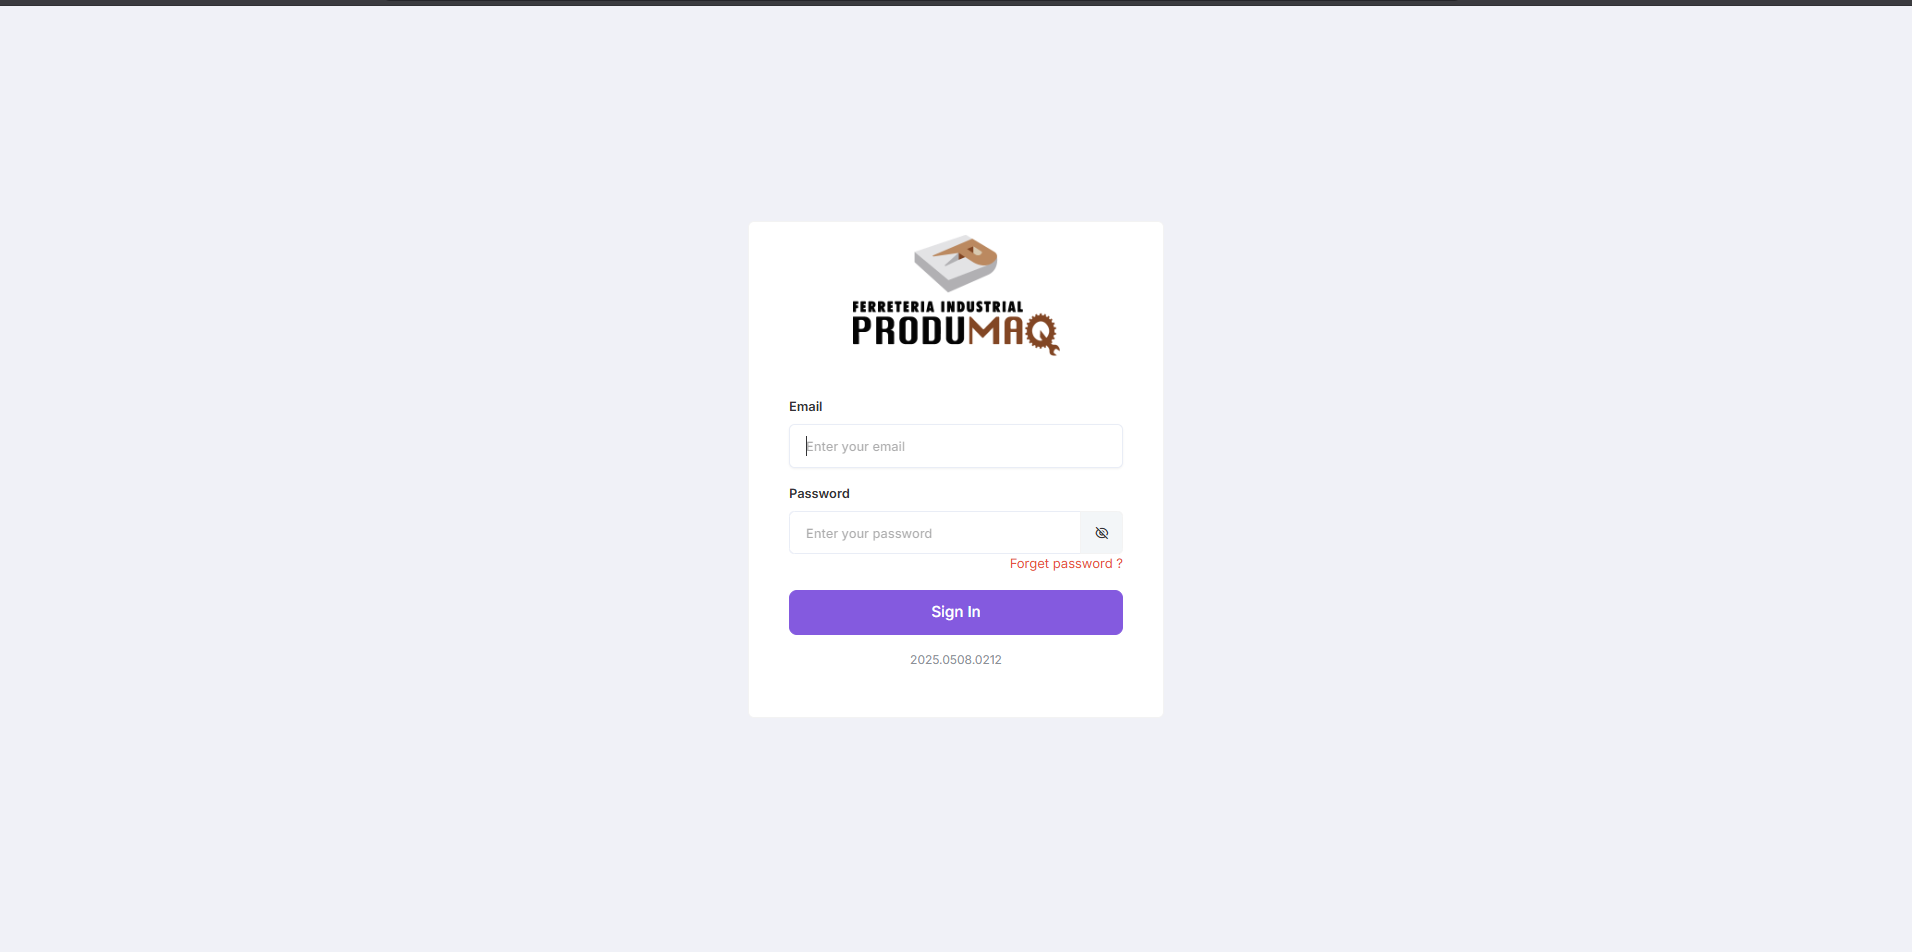 FERRETERIA INDUSTRIAL
PRODUMAQ
Email
Enter your email
Password
Enter your password
Forget password ?
Sign In
2025.0508.0212